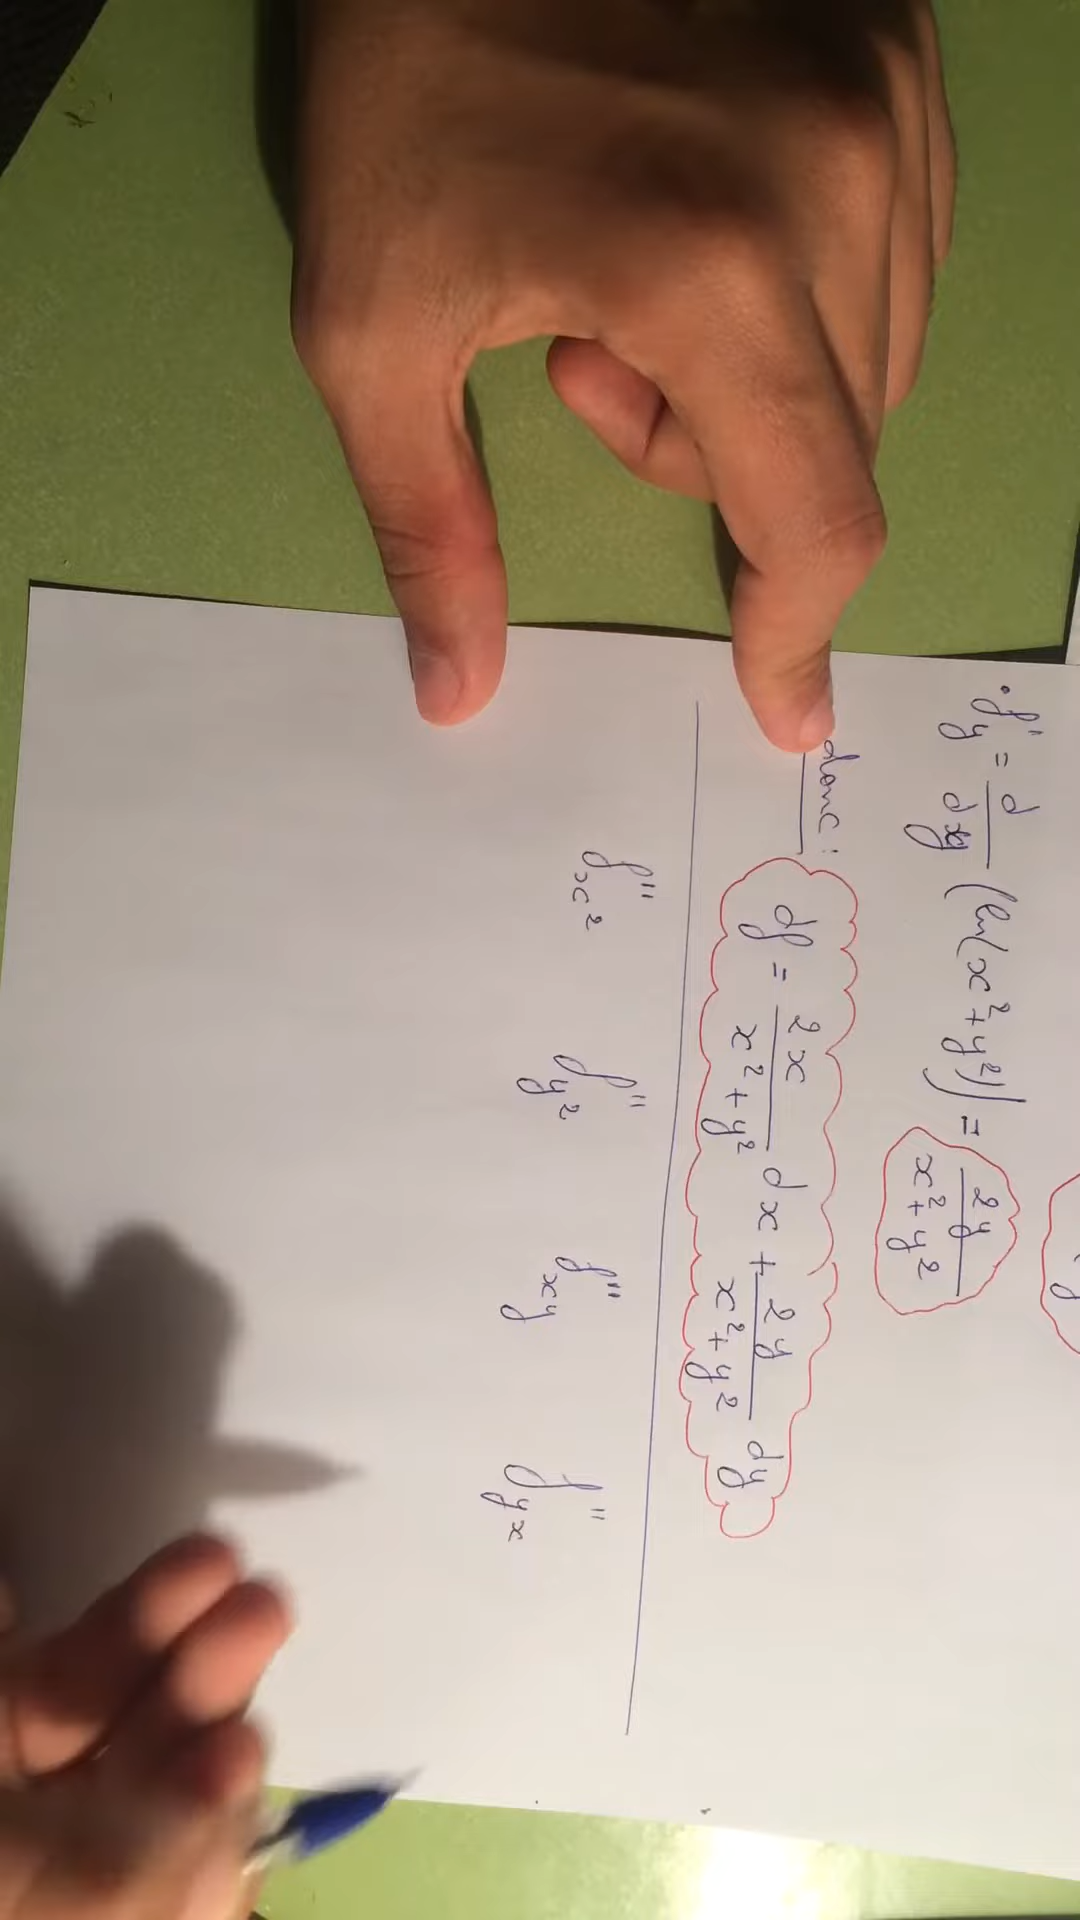 • f'y = ∂/∂y (ln(x² + y²)) = 2y/(x² + y²)
donc :
df = 2x/(x² + y²) dx + 2y/(x² + y²) dy
f''x² f''y² f''xy f''yx